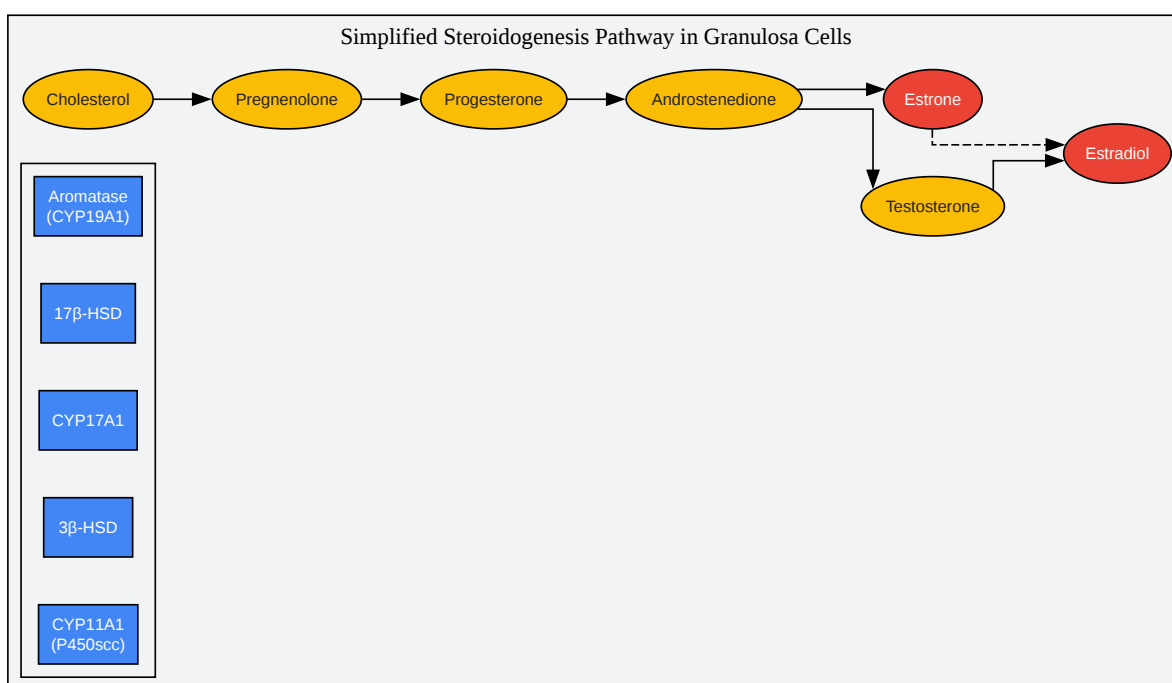 Simplified Steroidogenesis Pathway in Granulosa Cells
Cholesterol
Pregnenolone
Progesterone
Androstenedione
Estrone
Estradiol
Testosterone
Aromatase
(CYP19A1)
17β-HSD
CYP17A1
3β-HSD
CYP11A1
(P450scc)